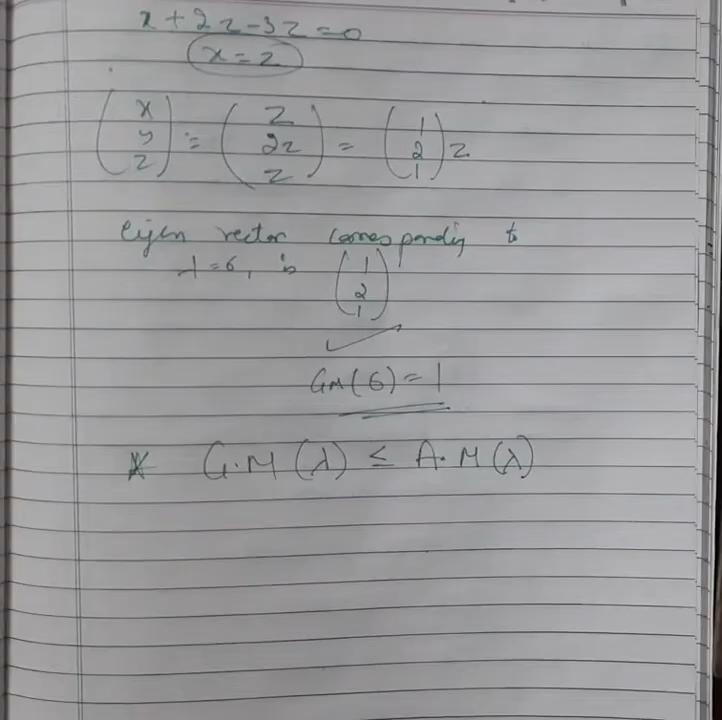 x + 2z - 3z = 0
x = z
(x y z) = (z 2z z) = (1 2 1) z
Eigen vector corresponding to
λ = 6, is (1 2 1)
GM(6) = 1
* G.M(λ) ≤ A.M(λ)